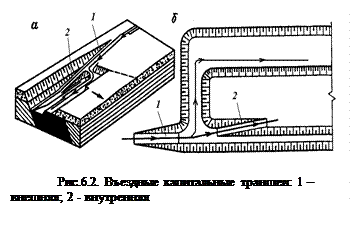 а 2 1 б
1 2
Рис.6.2. Въездные капитальные траншеи: 1 –
внешняя; 2 - внутренняя